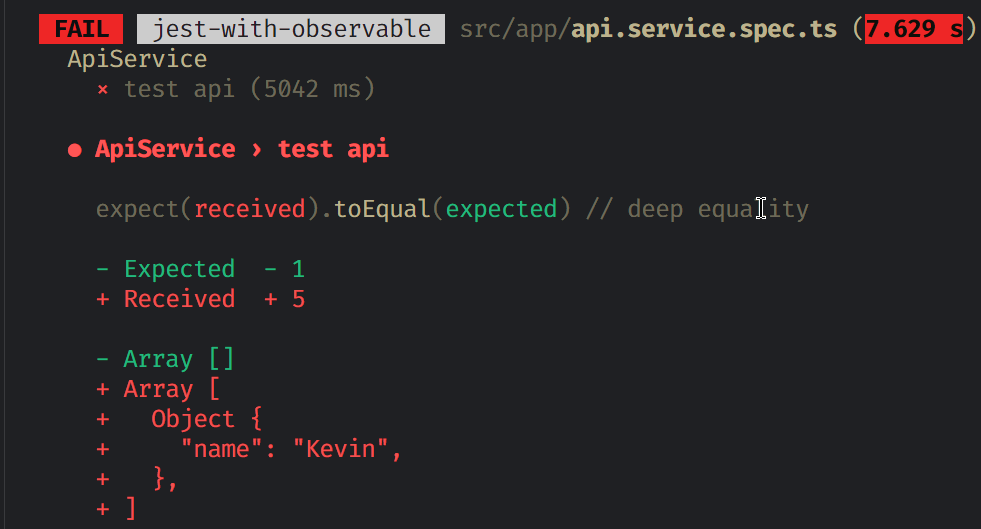 FAIL jest-with-observable src/app/api.service.spec.ts (7.629 s)
ApiService
× test api (5042 ms)
● ApiService › test api
expect(received).toEqual(expected) // deep equality
- Expected - 1
+ Received + 5
- Array []
+ Array [
+ Object {
+ "name": "Kevin",
+ },
+ ]